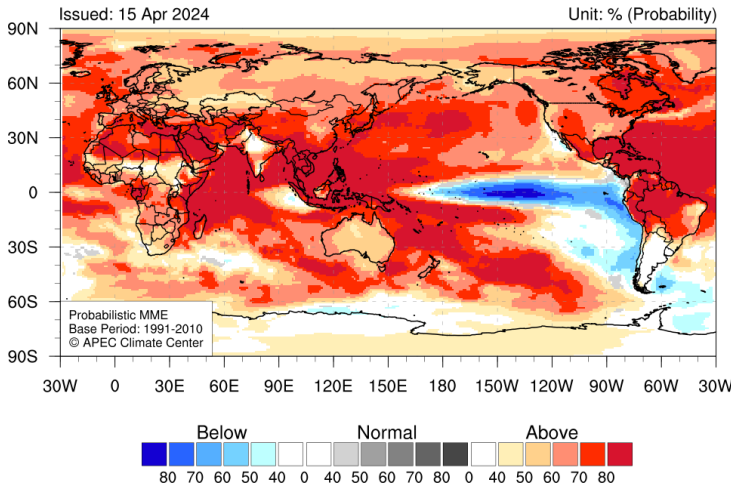 Issued: 15 Apr 2024 Unit: % (Probability)
90N
60N
30N
0
30S
60S
90S
Probabilistic MME
Base Period: 1991-2010
© APEC Climate Center
30W 0 30E 60E 90E 120E 150E 180 150W 120W 90W 60W 30W
Below Normal Above
80 70 60 50 40 0 40 50 60 70 80 0 40 50 60 70 80